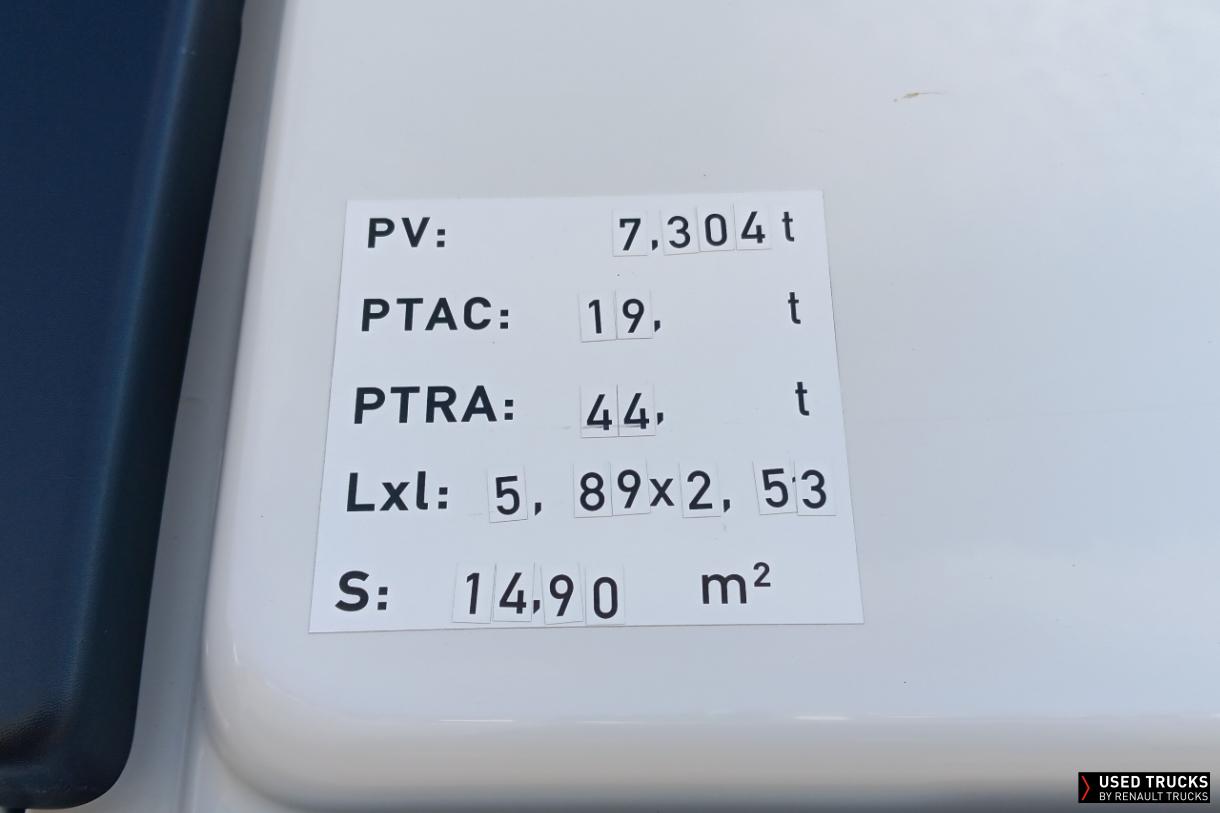 PV: 7,304 t
PTAC: 19, t
PTRA: 44, t
Lxl: 5, 89x2, 53
S: 14,90 m²
USED TRUCKS
BY RENAULT TRUCKS